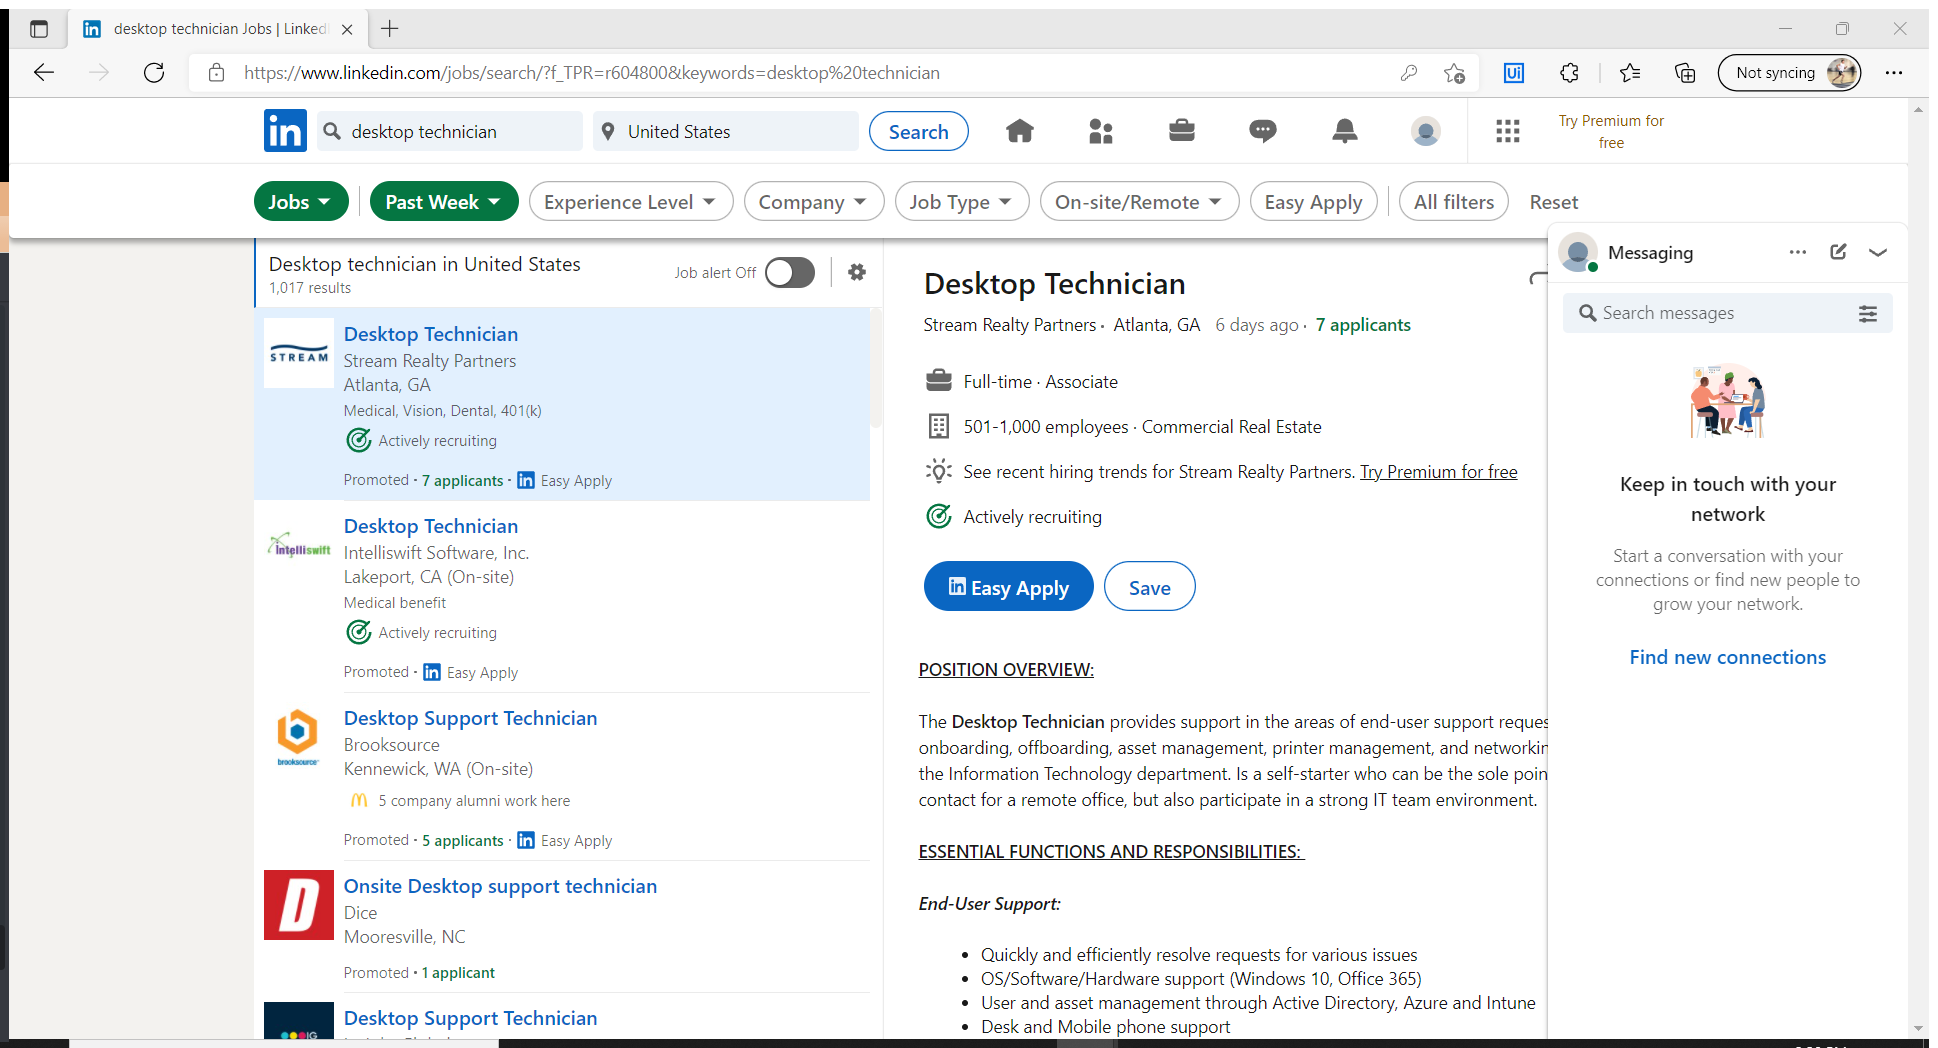 desktop technician Jobs | Linked
https://www.linkedin.com/jobs/search/?f_TPR=r604800&keywords=desktop%20technician
Not syncing
in
desktop technician
United States
Search
Try Premium for
free
Jobs
Past Week
Experience Level
Company
Job Type
On-site/Remote
Easy Apply
All filters
Reset
Desktop technician in United States
1,017 results
Job alert Off
STREAM
Desktop Technician
Stream Realty Partners
Atlanta, GA
Medical, Vision, Dental, 401(k)
Actively recruiting
Promoted · 7 applicants · in Easy Apply
Intelliswift
Desktop Technician
Intelliswift Software, Inc.
Lakeport, CA (On-site)
Medical benefit
Actively recruiting
Promoted · in Easy Apply
brooksource
Desktop Support Technician
Brooksource
Kennewick, WA (On-site)
5 company alumni work here
Promoted · 5 applicants · in Easy Apply
D
Onsite Desktop support technician
Dice
Mooresville, NC
Promoted · 1 applicant
IG
Desktop Support Technician
Desktop Technician
Stream Realty Partners · Atlanta, GA 6 days ago · 7 applicants
Full-time · Associate
501-1,000 employees · Commercial Real Estate
See recent hiring trends for Stream Realty Partners. Try Premium for free
Actively recruiting
in Easy Apply
Save
POSITION OVERVIEW:
The Desktop Technician provides support in the areas of end-user support reques
onboarding, offboarding, asset management, printer management, and networkin
the Information Technology department. Is a self-starter who can be the sole poin
contact for a remote office, but also participate in a strong IT team environment.
ESSENTIAL FUNCTIONS AND RESPONSIBILITIES:
End-User Support:
• Quickly and efficiently resolve requests for various issues
• OS/Software/Hardware support (Windows 10, Office 365)
• User and asset management through Active Directory, Azure and Intune
• Desk and Mobile phone support
Messaging
Search messages
Keep in touch with your
network
Start a conversation with your
connections or find new people to
grow your network.
Find new connections